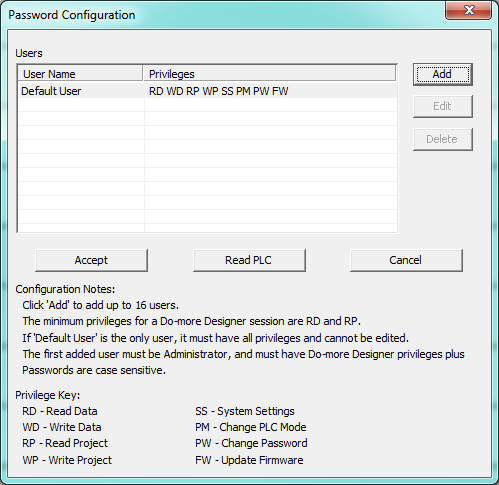 Password Configuration
Users
User Name Privileges
Default User RD WD RP WP SS PM PW FW
Add
Edit
Delete
Accept Read PLC Cancel
Configuration Notes:
Click 'Add' to add up to 16 users.
The minimum privileges for a Do-more Designer session are RD and RP.
If 'Default User' is the only user, it must have all privileges and cannot be edited.
The first added user must be Administrator, and must have Do-more Designer privileges plus
Passwords are case sensitive.
Privilege Key:
RD - Read Data SS - System Settings
WD - Write Data PM - Change PLC Mode
RP - Read Project PW - Change Password
WP - Write Project FW - Update Firmware